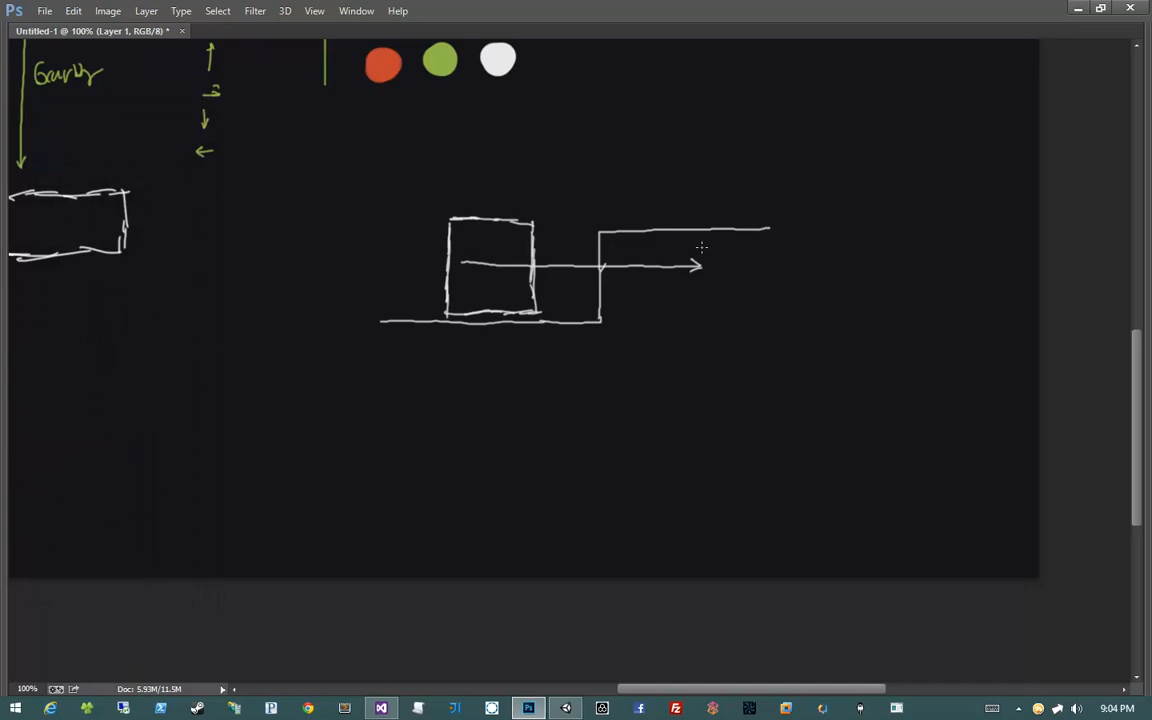 Ps File Edit Image Layer Type Select Filter 3D View Window Help
Untitled-1 @ 100% (Layer 1, RGB/8) *
100% Doc: 5.93M/11.5M
9:04 PM